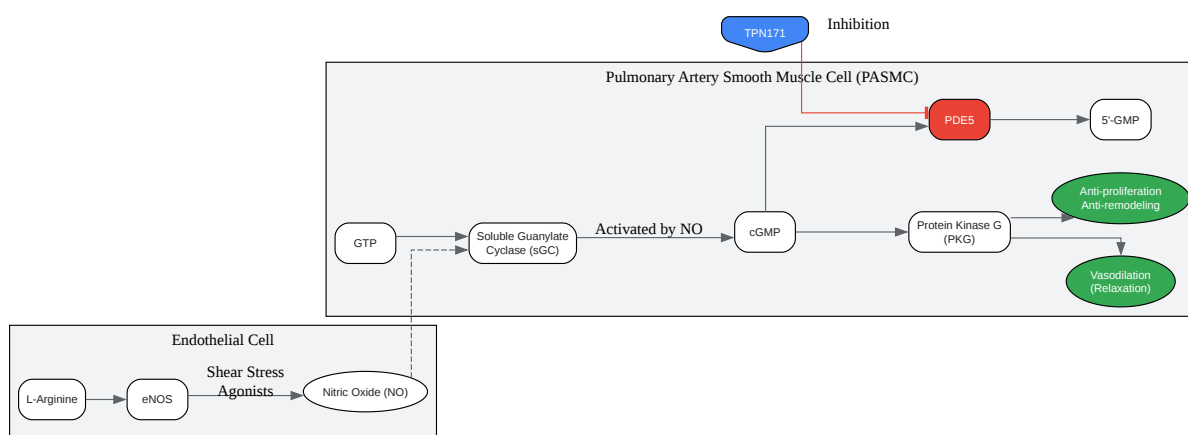 TPN171
Inhibition
Pulmonary Artery Smooth Muscle Cell (PASMC)
PDE5
5'-GMP
Anti-proliferation
Anti-remodeling
GTP
Soluble Guanylate
Cyclase (sGC)
Activated by NO
cGMP
Protein Kinase G
(PKG)
Vasodilation
(Relaxation)
Endothelial Cell
L-Arginine
eNOS
Shear Stress
Agonists
Nitric Oxide (NO)